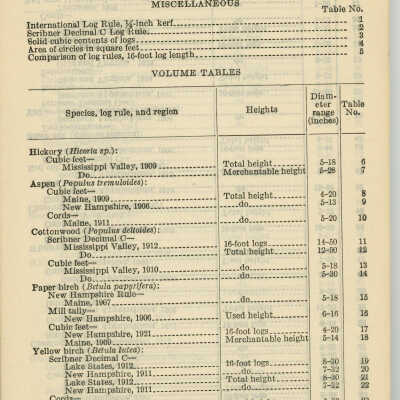 MISCELLANEOUS
Table No.
International Log Rule, ¼-inch kerf 1
Scribner Decimal C Log Rule 2
Solid cubic contents of logs 3
Area of circles in square feet 4
Comparison of log rules, 16-foot log length 5
VOLUME TABLES
Species, log rule, and region Heights Diameter range (inches) Table No.
Hickory (Hicoria sp.):
Cubic feet—
Mississippi Valley, 1909 Total height 5-18 6
Do Merchantable height 5-28 7
Aspen (Populus tremuloides):
Cubic feet—
Maine, 1909 Total height 4-20 8
New Hampshire, 1906 do 5-13 9
Cords—
Maine, 1911 do 5-20 10
Cottonwood (Populus deltoides):
Scribner Decimal C—
Mississippi Valley, 1912 16-foot logs 14-50 11
Do Total height 12-50 12
Cubic feet—
Mississippi Valley, 1910 do 5-18 13
Do do 5-30 14
Paper birch (Betula papyrifera):
New Hampshire Rule—
Maine, 1967 do 5-18 15
Mill tally—
New Hampshire, 1906 Used height 6-16 16
Cubic feet—
New Hampshire, 1921 16-foot logs 4-20 17
Maine, 1969 Merchantable height 5-14 18
Yellow birch (Betula lutea):
Scribner Decimal C—
Lake States, 1912 16-foot logs 8-30 19
New Hampshire, 1911 do 7-32 20
Lake States, 1912 Total height 8-30 21
New Hampshire, 1911 do 7-22 22
Cords—